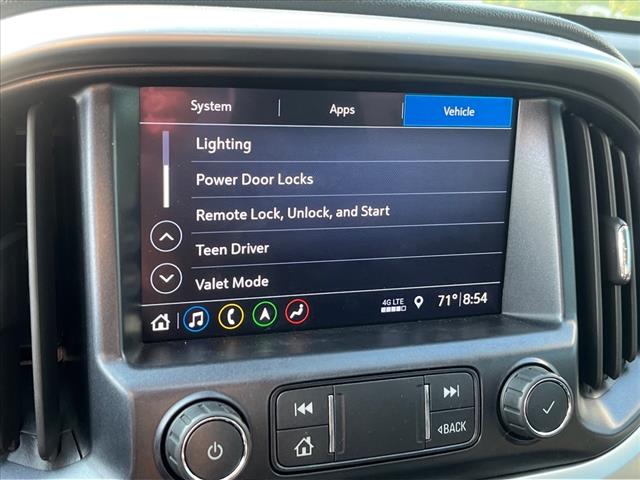 System Apps Vehicle
Lighting
Power Door Locks
Remote Lock, Unlock, and Start
Teen Driver
Valet Mode
4G LTE
71° 8:54
BACK